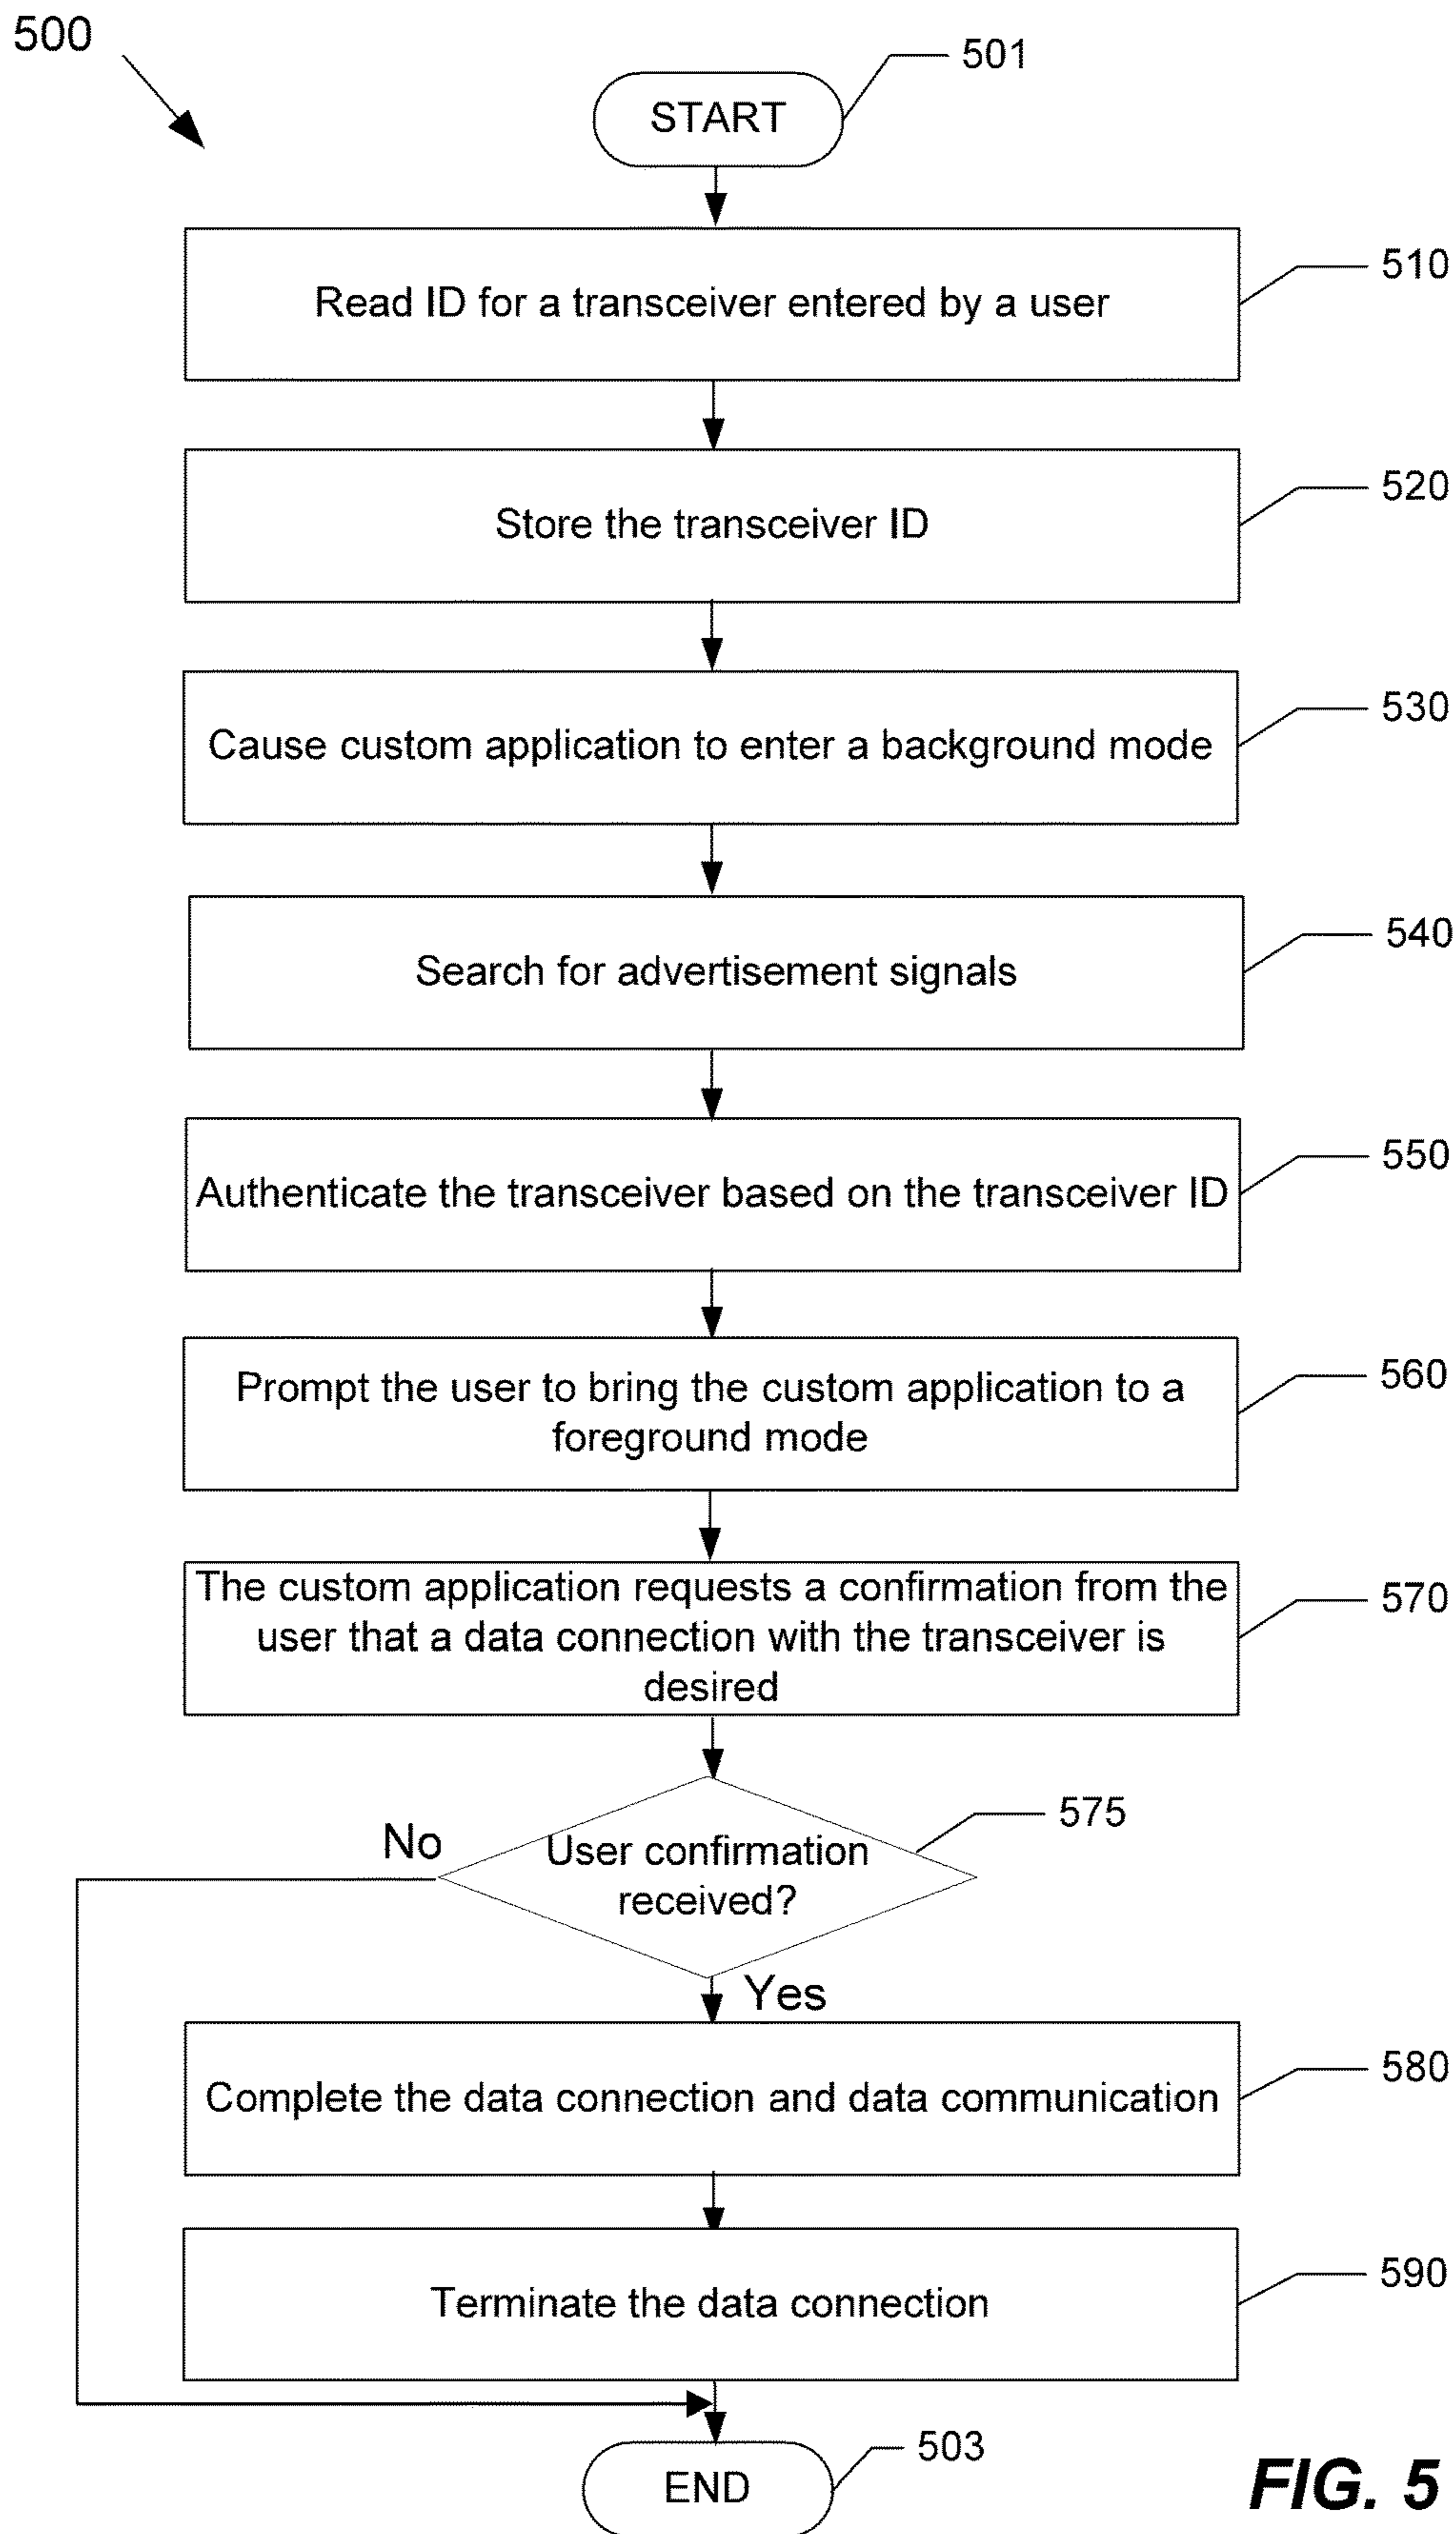 500
501
START
510
Read ID for a transceiver entered by a user
520
Store the transceiver ID
530
Cause custom application to enter a background mode
540
Search for advertisement signals
550
Authenticate the transceiver based on the transceiver ID
560
Prompt the user to bring the custom application to a
foreground mode
570
The custom application requests a confirmation from the
user that a data connection with the transceiver is
desired
575
No
User confirmation
received?
Yes
580
Complete the data connection and data communication
590
Terminate the data connection
503
END
FIG. 5